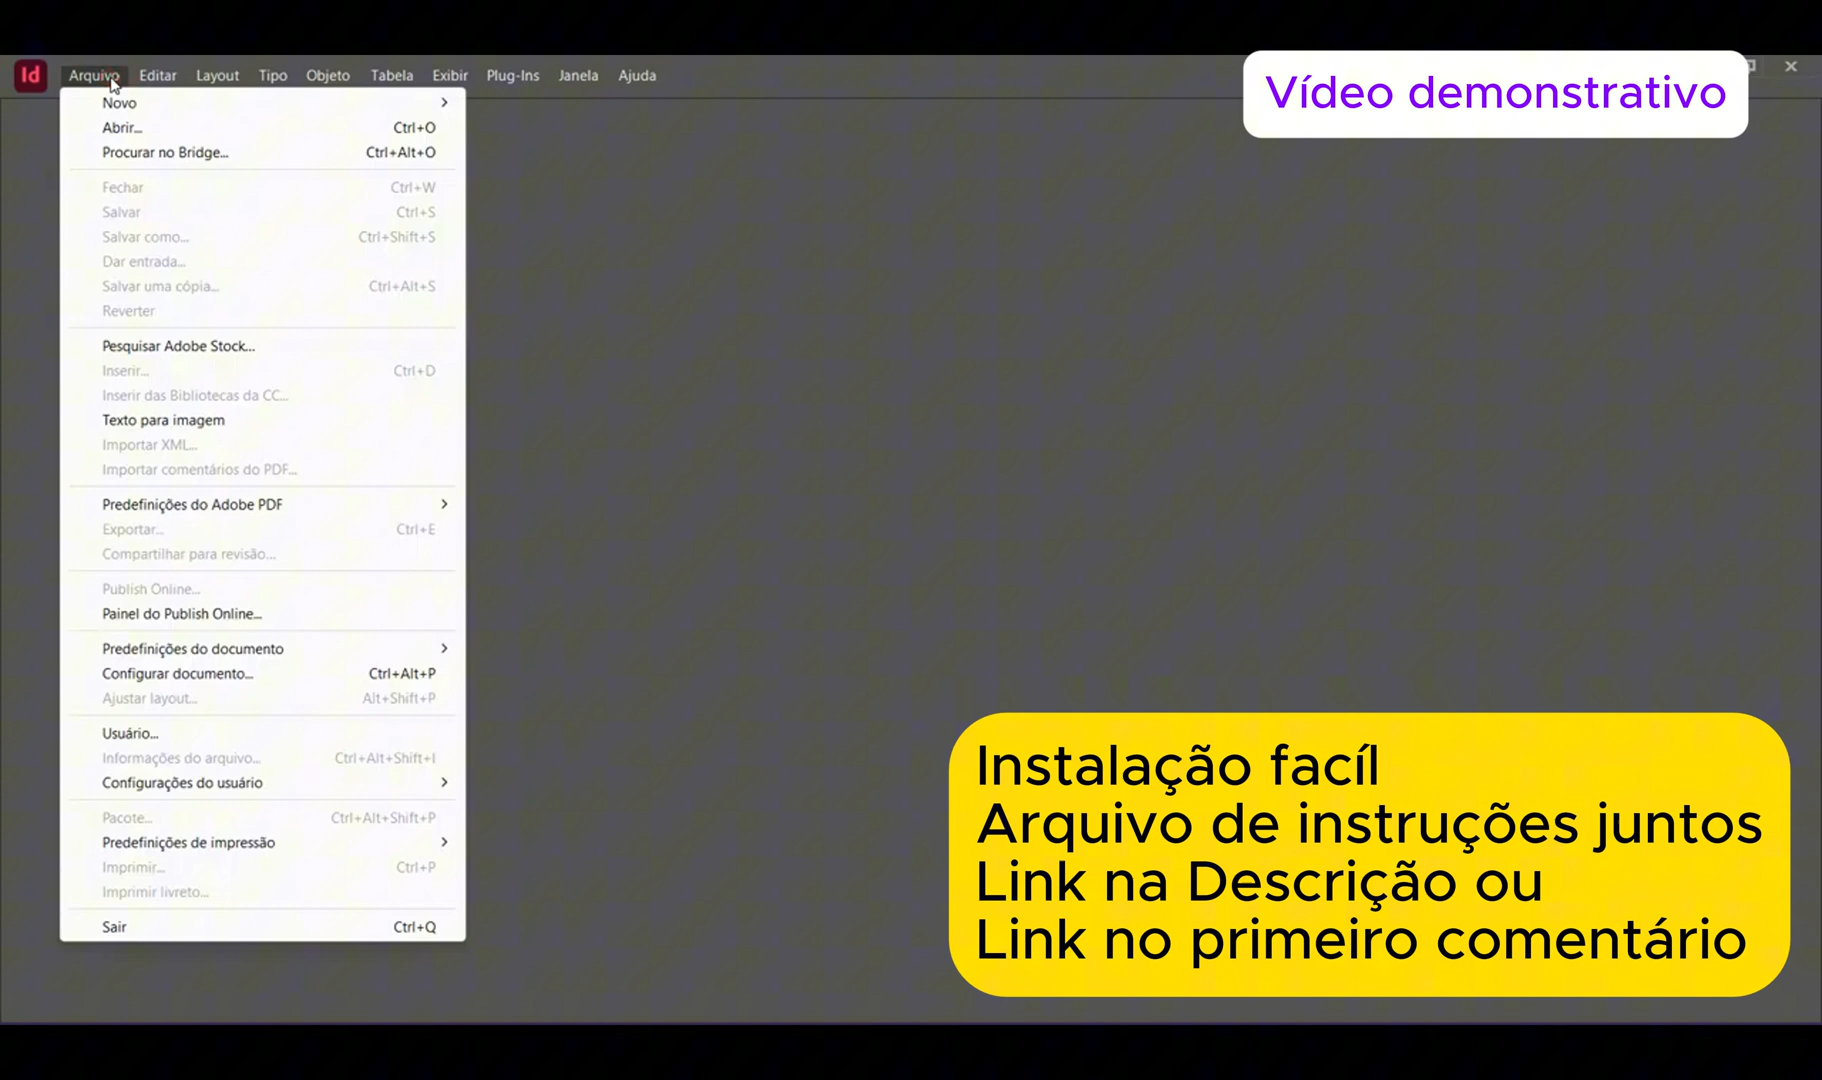 Id Arquivo Editar Layout Tipo Objeto Tabela Exibir Plug-Ins Janela Ajuda
Vídeo demonstrativo
Novo
Abrir... Ctrl+O
Procurar no Bridge... Ctrl+Alt+O
Fechar Ctrl+W
Salvar Ctrl+S
Salvar como... Ctrl+Shift+S
Dar entrada...
Salvar uma cópia... Ctrl+Alt+S
Reverter
Pesquisar Adobe Stock...
Inserir... Ctrl+D
Inserir das Bibliotecas da CC...
Texto para imagem
Importar XML...
Importar comentários do PDF...
Predefinições do Adobe PDF
Exportar... Ctrl+E
Compartilhar para revisão...
Publish Online...
Painel do Publish Online...
Predefinições do documento
Configurar documento... Ctrl+Alt+P
Ajustar layout... Alt+Shift+P
Usuário...
Informações do arquivo... Ctrl+Alt+Shift+I
Configurações do usuário
Pacote... Ctrl+Alt+Shift+P
Predefinições de impressão
Imprimir... Ctrl+P
Imprimir livreto...
Sair Ctrl+Q
Instalação facíl
Arquivo de instruções juntos
Link na Descrição ou
Link no primeiro comentário